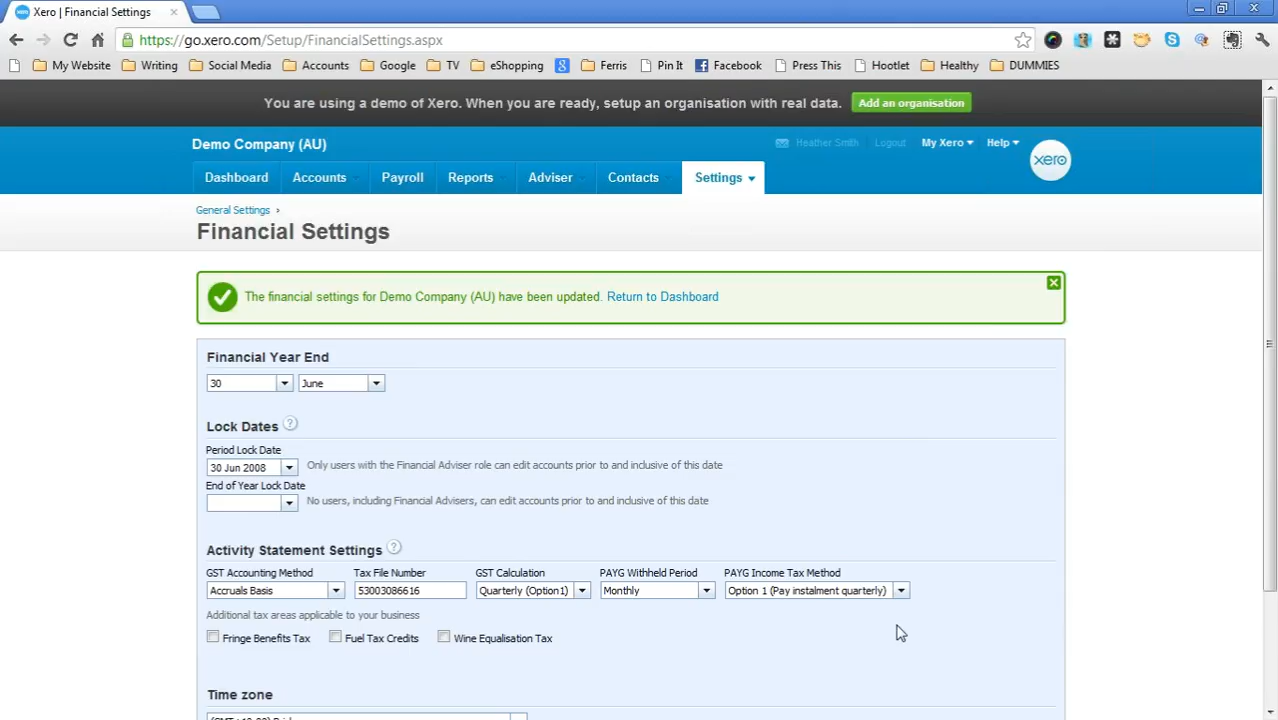 Xero | Financial Settings
https://go.xero.com/Setup/FinancialSettings.aspx
My Website Writing Social Media Accounts Google TV eShopping Ferris Pin It Facebook Press This Hootlet Healthy DUMMIES
You are using a demo of Xero. When you are ready, setup an organisation with real data. Add an organisation
Demo Company (AU) Heather Smith Logout My Xero Help
xero
Dashboard Accounts Payroll Reports Adviser Contacts Settings
General Settings ›
Financial Settings
The financial settings for Demo Company (AU) have been updated. Return to Dashboard
Financial Year End
30 June
Lock Dates ?
Period Lock Date
30 Jun 2008 Only users with the Financial Adviser role can edit accounts prior to and inclusive of this date
End of Year Lock Date
No users, including Financial Advisers, can edit accounts prior to and inclusive of this date
Activity Statement Settings ?
GST Accounting Method Tax File Number GST Calculation PAYG Withheld Period PAYG Income Tax Method
Accruals Basis 53003086616 Quarterly (Option1) Monthly Option 1 (Pay instalment quarterly)
Additional tax areas applicable to your business
Fringe Benefits Tax Fuel Tax Credits Wine Equalisation Tax
Time zone